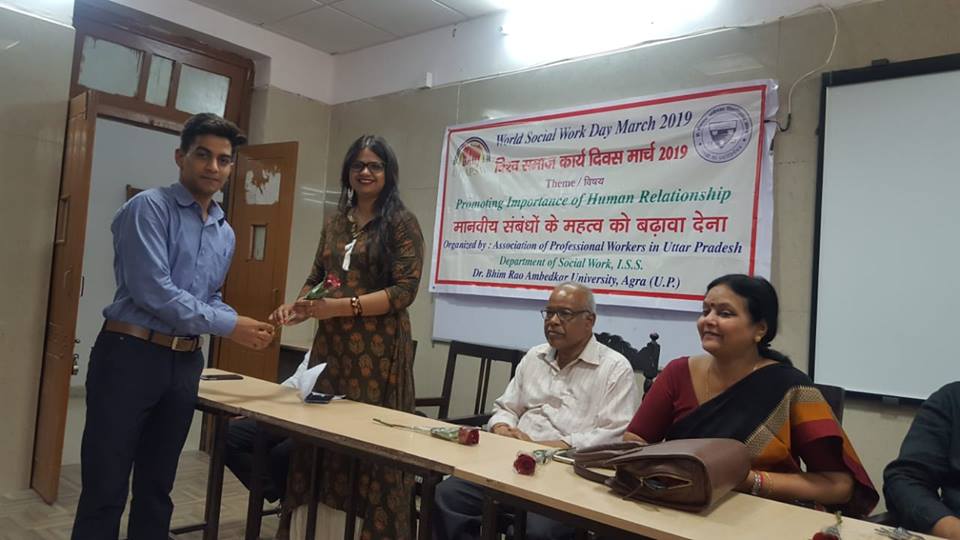 World Social Work Day March 2019
विश्व समाज कार्य दिवस मार्च 2019
Theme / विषय
Promoting Importance of Human Relationship
मानवीय संबंधों के महत्व को बढ़ावा देना
Organized by : Association of Professional Workers in Uttar Pradesh
Department of Social Work, I.S.S.
Dr. Bhim Rao Ambedkar University, Agra (U.P.)